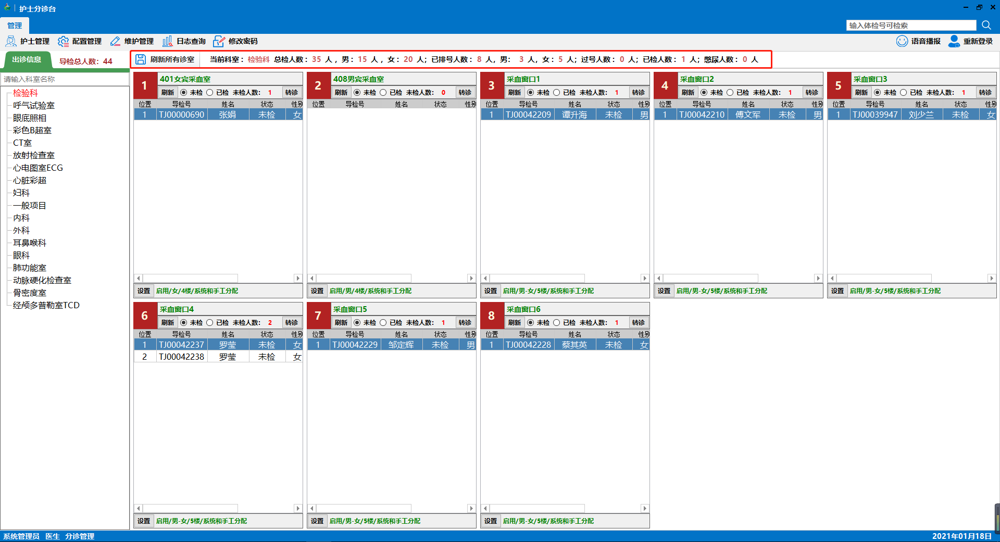 护士分诊台
管理
输入体检号可检索
护士管理 配置管理 维护管理 日志查询 修改密码 语音播报 重新登录
出诊信息 导检总人数：44
刷新所有诊室 当前科室：检验科 总检人数：35 人，男：15 人，女：20 人；已排号人数：8 人，男： 3 人，女：5 人；过号人数：0 人；已检人数：1 人；憋尿人数：0 人
请输入科室名称
检验科
呼气试验室
眼底照相
彩色B超室
CT室
放射检查室
心电图室ECG
心脏彩超
妇科
一般项目
内科
外科
耳鼻喉科
眼科
肺功能室
动脉硬化检查室
骨密度室
经颅多普勒室TCD
1 401女宾采血室
刷新 未检 已检 未检人数： 1 转诊
位置 导检号 姓名 状态 性别
1 TJ00000690 张娟 未检 女
设置 启用/女/4楼/系统和手工分配
2 408男宾采血室
刷新 未检 已检 未检人数： 0 转诊
位置 导检号 姓名 状态 性别
设置 启用/男/4楼/系统和手工分配
3 采血窗口1
刷新 未检 已检 未检人数： 1 转诊
位置 导检号 姓名 状态 性别
1 TJ00042209 谭升海 未检 男
设置 启用/男-女/5楼/系统和手工分配
4 采血窗口2
刷新 未检 已检 未检人数： 1 转诊
位置 导检号 姓名 状态 性别
1 TJ00042210 傅文军 未检 男
设置 启用/男-女/5楼/系统和手工分配
5 采血窗口3
刷新 未检 已检 未检人数： 1 转诊
位置 导检号 姓名 状态 性别
1 TJ00039947 刘少兰 未检 女
设置 启用/男-女/5楼/系统和手工分配
6 采血窗口4
刷新 未检 已检 未检人数： 2 转诊
位置 导检号 姓名 状态 性别
1 TJ00042237 罗莹 未检 女
2 TJ00042238 罗莹 未检 女
设置 启用/男-女/5楼/系统和手工分配
7 采血窗口5
刷新 未检 已检 未检人数： 1 转诊
位置 导检号 姓名 状态 性别
1 TJ00042229 邹定辉 未检 男
设置 启用/男-女/5楼/系统和手工分配
8 采血窗口6
刷新 未检 已检 未检人数： 1 转诊
位置 导检号 姓名 状态 性别
1 TJ00042228 蔡其英 未检 女
设置 启用/男-女/5楼/系统和手工分配
系统管理员 医生 分诊管理 2021年01月18日